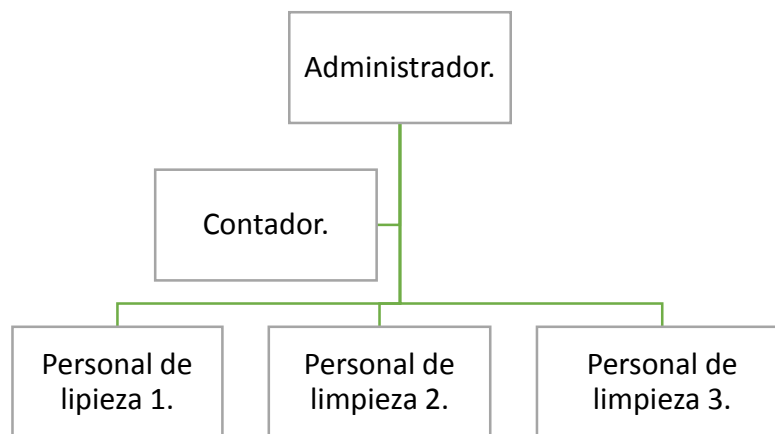 Administrador.
Contador.
Personal de
lipieza 1.
Personal de
limpieza 2.
Personal de
limpieza 3.